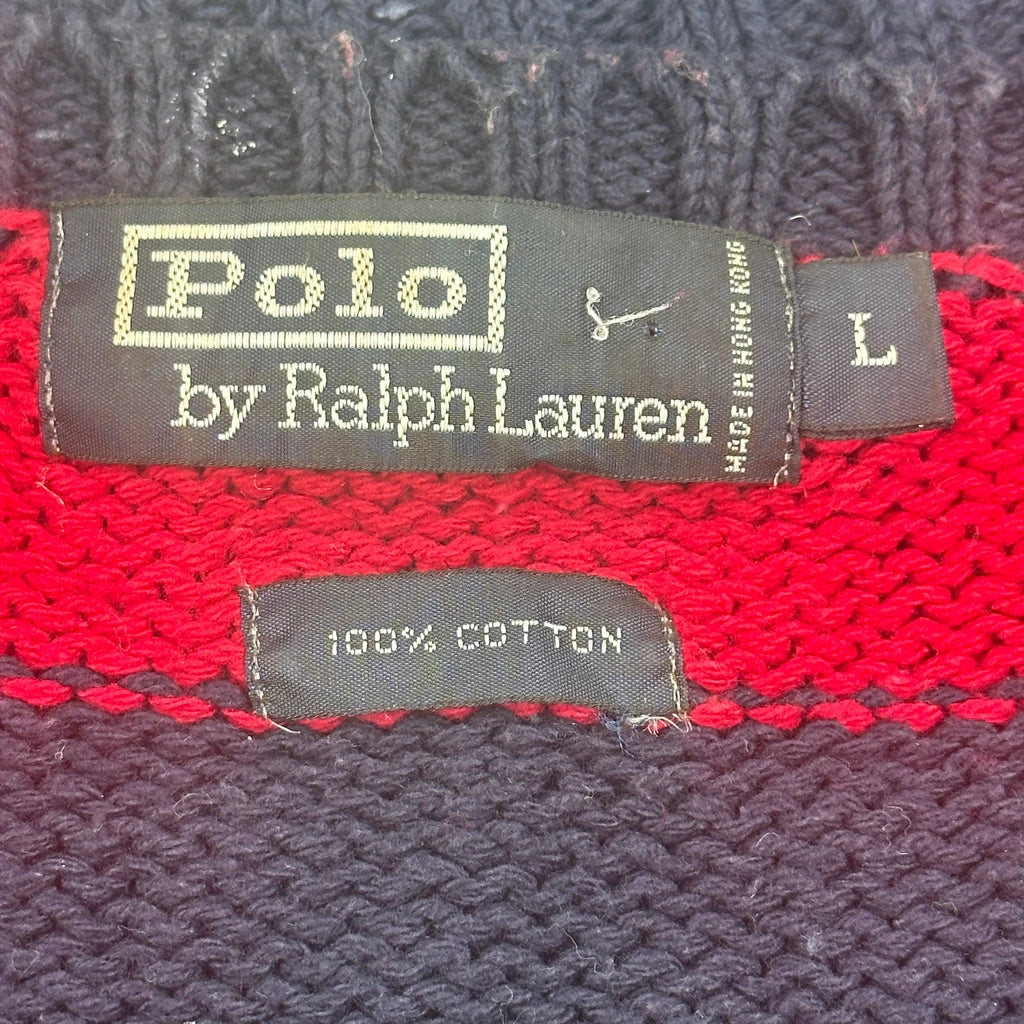 Polo
by Ralph Lauren
MADE IN HONG KONG
L
100% COTTON